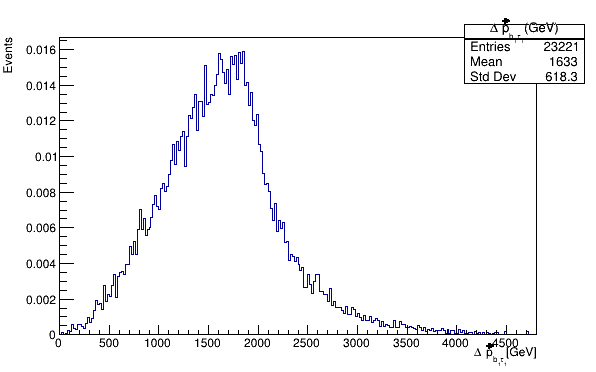 Δ p⃗ b₁τ₁ (GeV)
Entries 23221
Mean 1633
Std Dev 618.3
Events
0.016
0.014
0.012
0.01
0.008
0.006
0.004
0.002
0
0 500 1000 1500 2000 2500 3000 3500 4000 4500
Δ p⃗ b₁τ₁ [GeV]